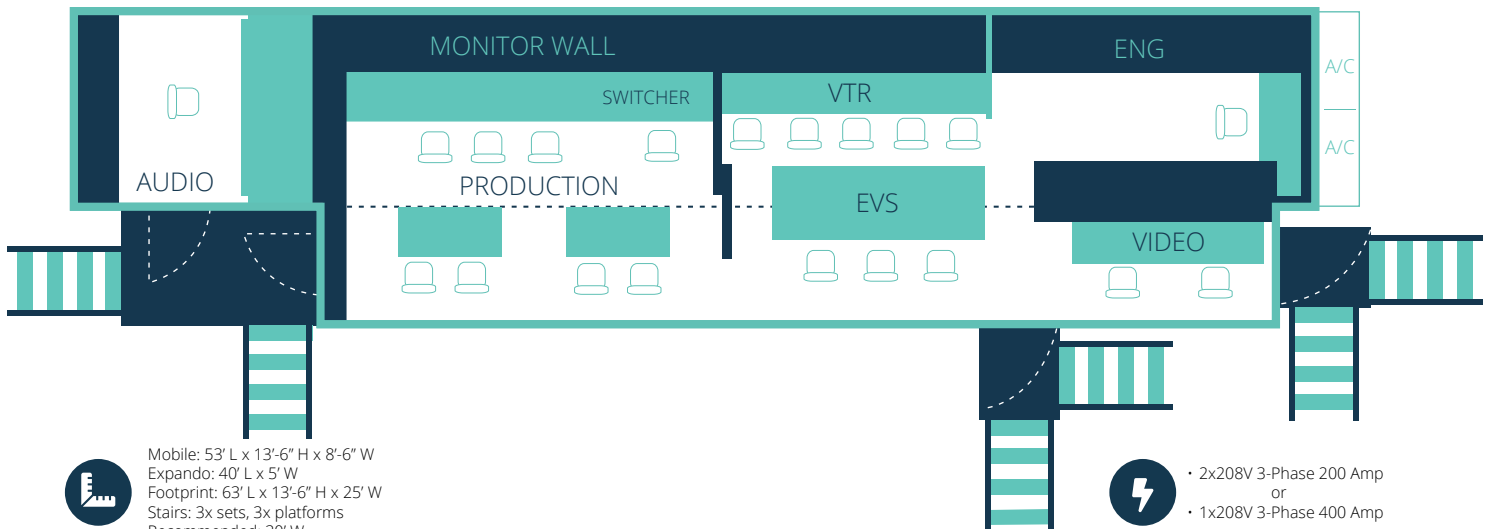 MONITOR WALL
ENG
A/C
SWITCHER
VTR
A/C
AUDIO
PRODUCTION
EVS
VIDEO
Mobile: 53’ L x 13’-6” H x 8’-6” W
Expando: 40’ L x 5’ W
Footprint: 63’ L x 13’-6” H x 25’ W
Stairs: 3x sets, 3x platforms
Recommended: 30’ W
• 2x208V 3-Phase 200 Amp
or
• 1x208V 3-Phase 400 Amp